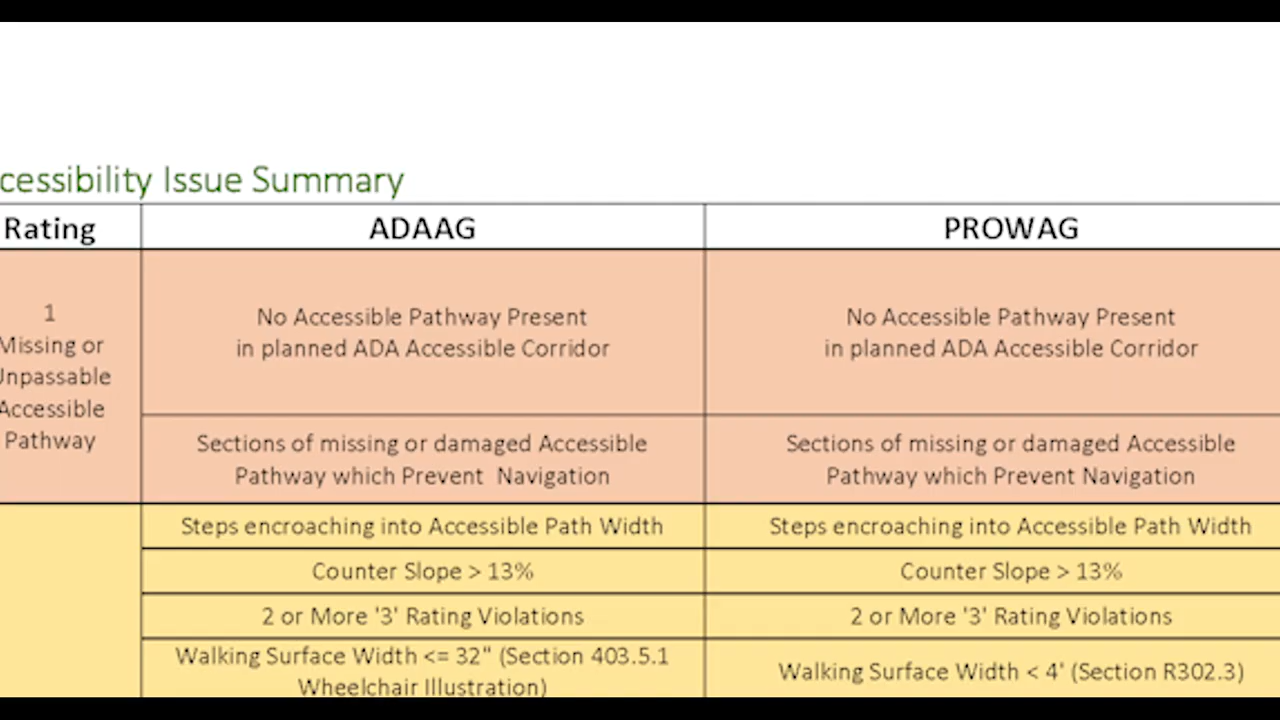 cessibility Issue Summary
Rating ADAAG PROWAG
1
Missing or
Unpassable
Accessible
Pathway
No Accessible Pathway Present
in planned ADA Accessible Corridor
No Accessible Pathway Present
in planned ADA Accessible Corridor
Sections of missing or damaged Accessible
Pathway which Prevent Navigation
Sections of missing or damaged Accessible
Pathway which Prevent Navigation
Steps encroaching into Accessible Path Width
Steps encroaching into Accessible Path Width
Counter Slope > 13%
Counter Slope > 13%
2 or More '3' Rating Violations
2 or More '3' Rating Violations
Walking Surface Width <= 32" (Section 403.5.1
Wheelchair Illustration)
Walking Surface Width < 4' (Section R302.3)